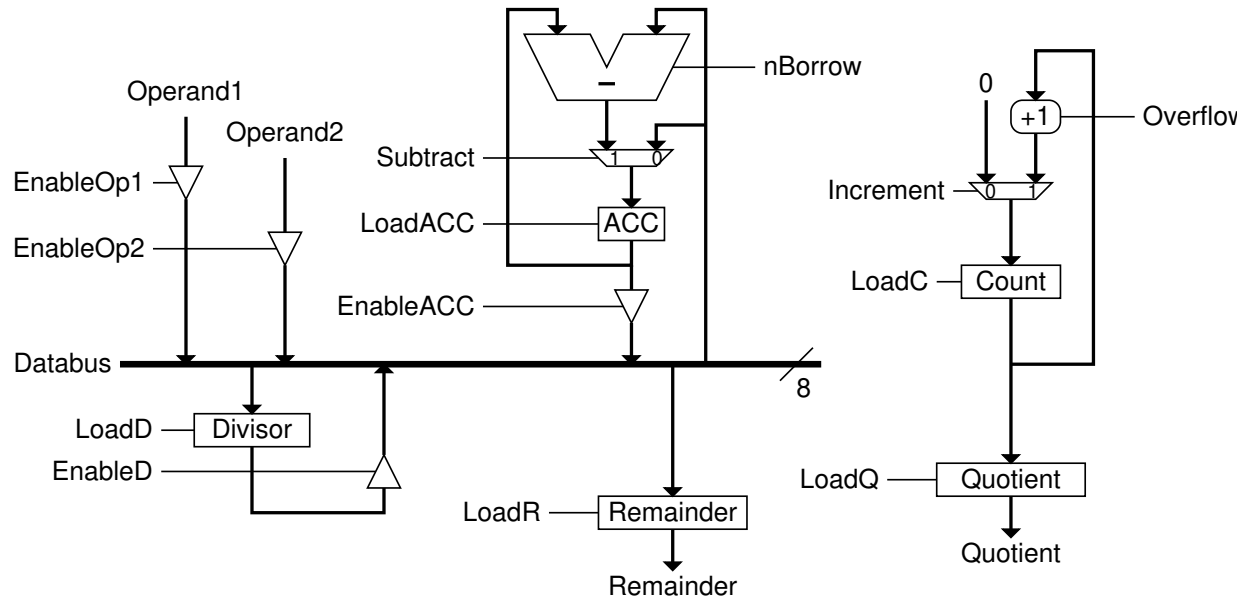 nBorrow
–
Operand1
0
+1
Overflow
Operand2
Subtract
1 0
EnableOp1
Increment
0 1
LoadACC
ACC
EnableOp2
LoadC
Count
EnableACC
Databus
8
LoadD
Divisor
EnableD
LoadQ
Quotient
LoadR
Remainder
Quotient
Remainder